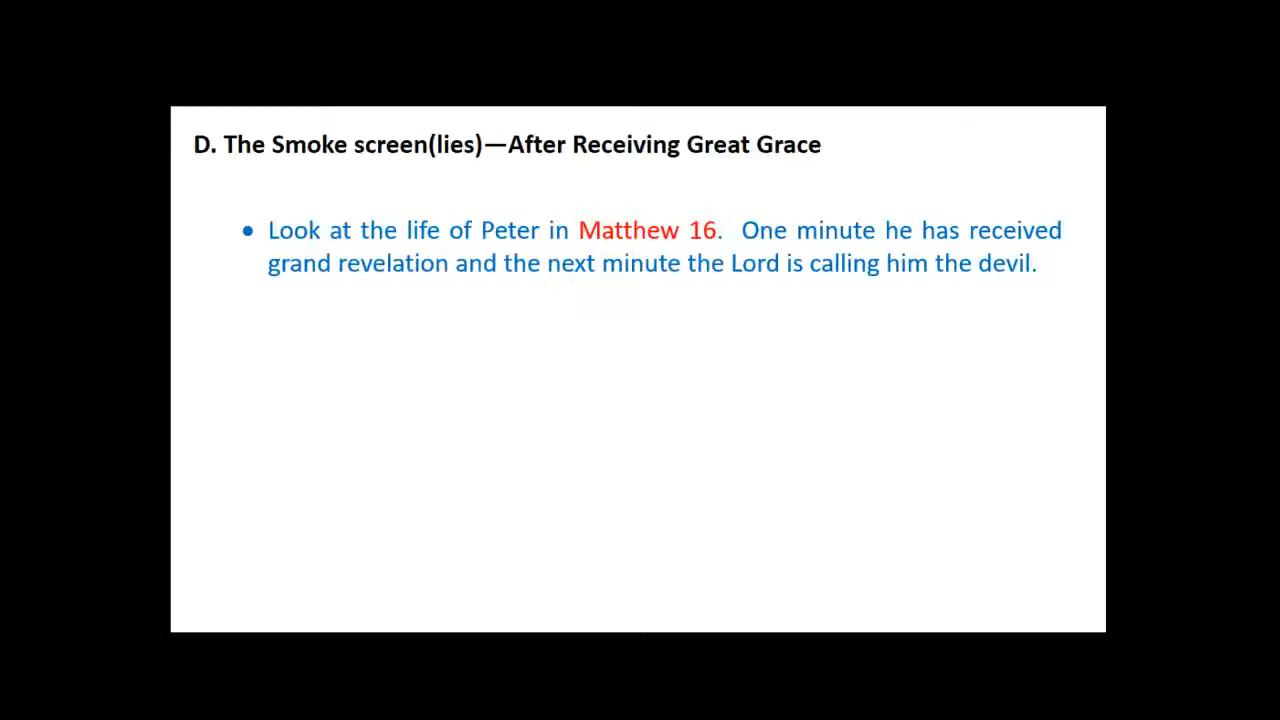 D. The Smoke screen(lies)—After Receiving Great Grace
• Look at the life of Peter in Matthew 16.  One minute he has received
grand revelation and the next minute the Lord is calling him the devil.